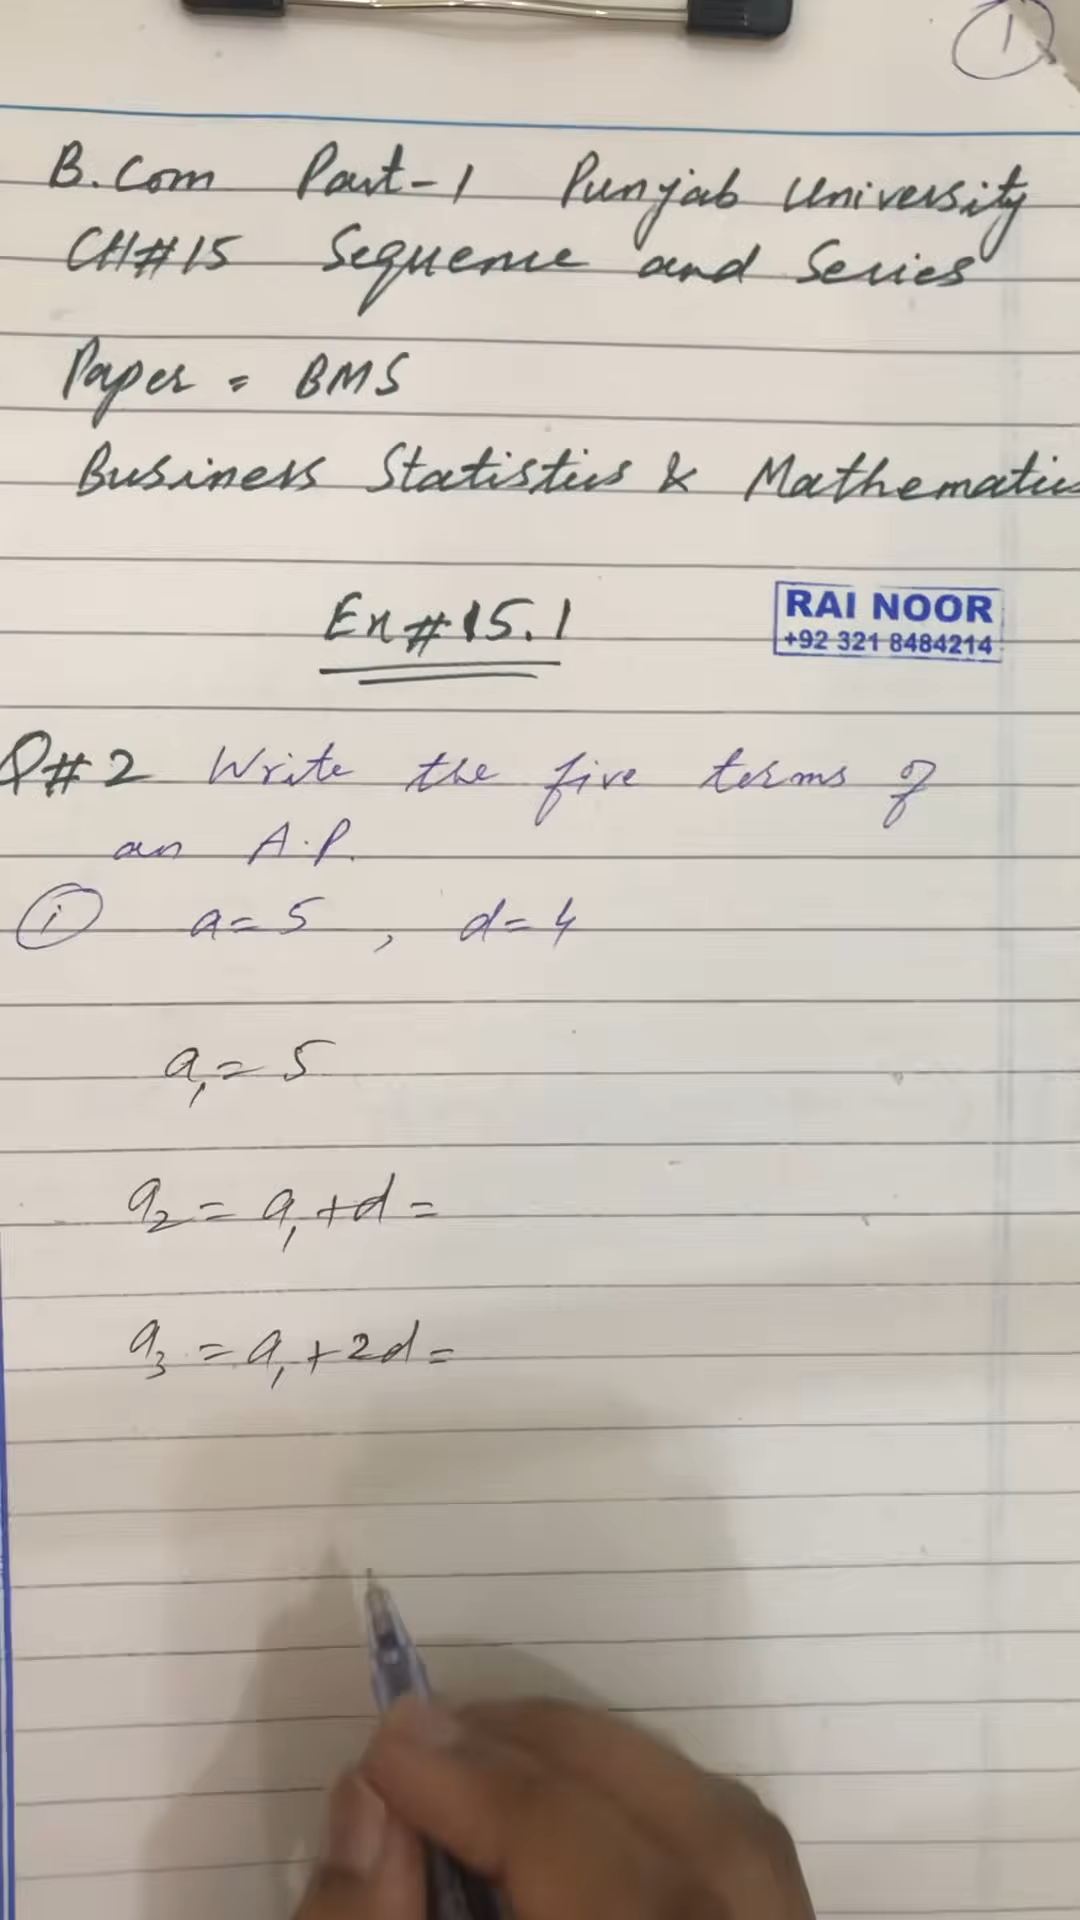 1
B.Com Part-1 Punjab University
CH#15 Sequence and Series
Paper = BMS
Business Statistics & Mathematics
Ex#15.1
RAI NOOR
+92 321 8484214
Q#2 Write the five terms of
an A.P.
i a=5 , d=4
a₁= 5
a₂ = a₁+d =
a₃ = a₁+2d =